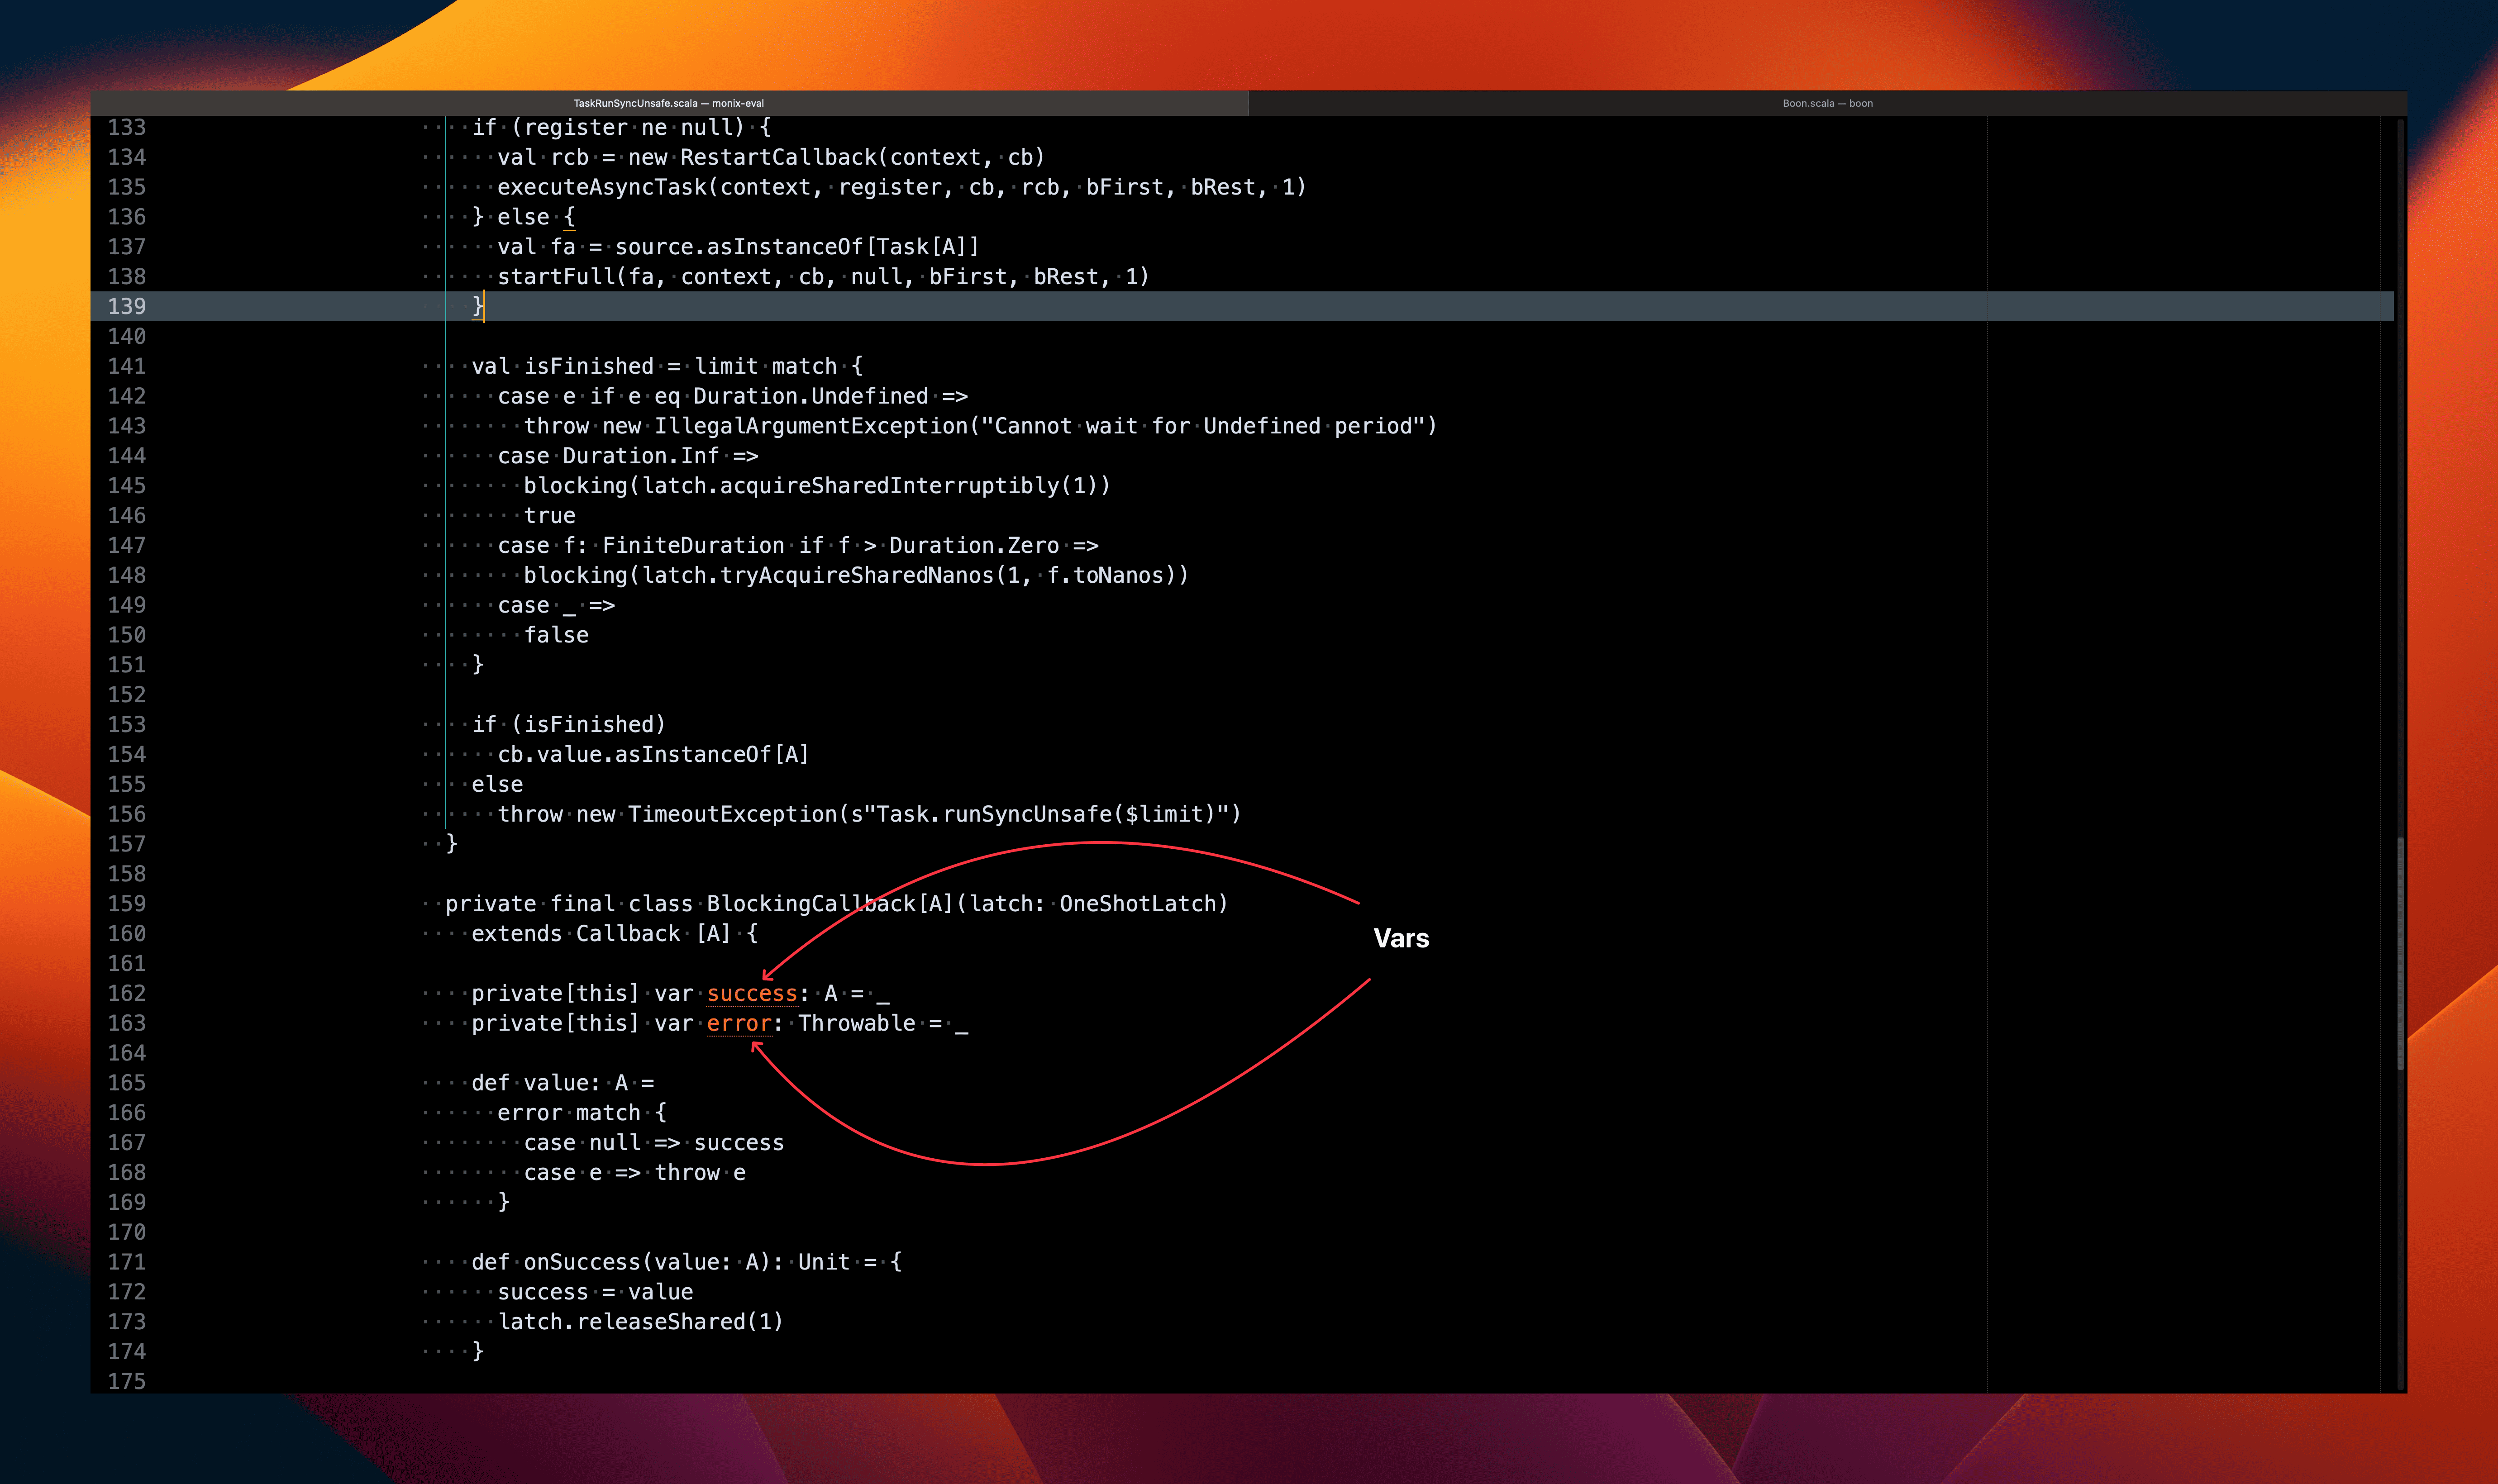 TaskRunSyncUnsafe.scala — monix-eval
Boon.scala — boon
133 if (register ne null) {
134 val rcb = new RestartCallback(context, cb)
135 executeAsyncTask(context, register, cb, rcb, bFirst, bRest, 1)
136 } else {
137 val fa = source.asInstanceOf[Task[A]]
138 startFull(fa, context, cb, null, bFirst, bRest, 1)
139 }
140
141 val isFinished = limit match {
142 case e if e eq Duration.Undefined =>
143 throw new IllegalArgumentException("Cannot wait for Undefined period")
144 case Duration.Inf =>
145 blocking(latch.acquireSharedInterruptibly(1))
146 true
147 case f: FiniteDuration if f > Duration.Zero =>
148 blocking(latch.tryAcquireSharedNanos(1, f.toNanos))
149 case _ =>
150 false
151 }
152
153 if (isFinished)
154 cb.value.asInstanceOf[A]
155 else
156 throw new TimeoutException(s"Task.runSyncUnsafe($limit)")
157 }
158
159 private final class BlockingCallback[A](latch: OneShotLatch)
160 extends Callback [A] {
Vars
161
162 private[this] var success: A = _
163 private[this] var error: Throwable = _
164
165 def value: A =
166 error match {
167 case null => success
168 case e => throw e
169 }
170
171 def onSuccess(value: A): Unit = {
172 success = value
173 latch.releaseShared(1)
174 }
175